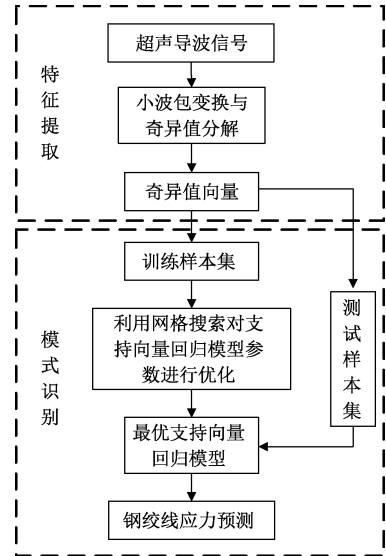 特征提取
超声导波信号
小波包变换与
奇异值分解
奇异值向量
模式识别
训练样本集
利用网格搜索对支
持向量回归模型参
数进行优化
测试样本集
最优支持向量
回归模型
钢绞线应力预测